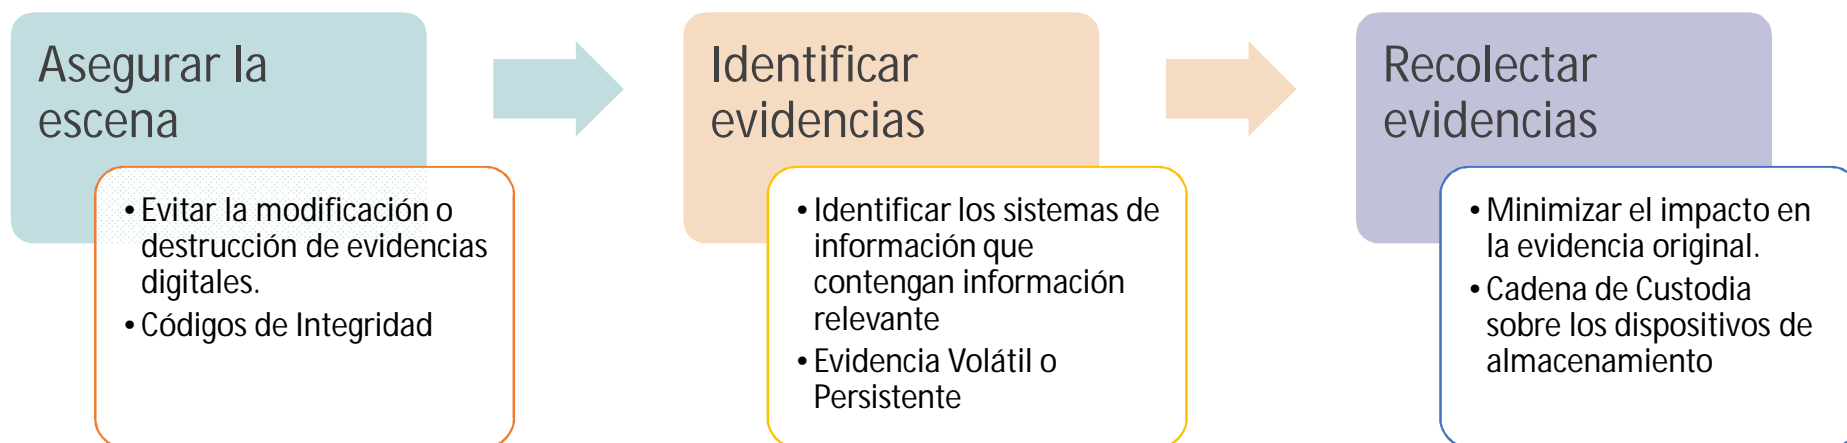 Asegurar la
escena
• Evitar la modificación o
destrucción de evidencias
digitales.
• Códigos de Integridad
Identificar
evidencias
• Identificar los sistemas de
información que
contengan información
relevante
• Evidencia Volátil o
Persistente
Recolectar
evidencias
• Minimizar el impacto en
la evidencia original.
• Cadena de Custodia
sobre los dispositivos de
almacenamiento